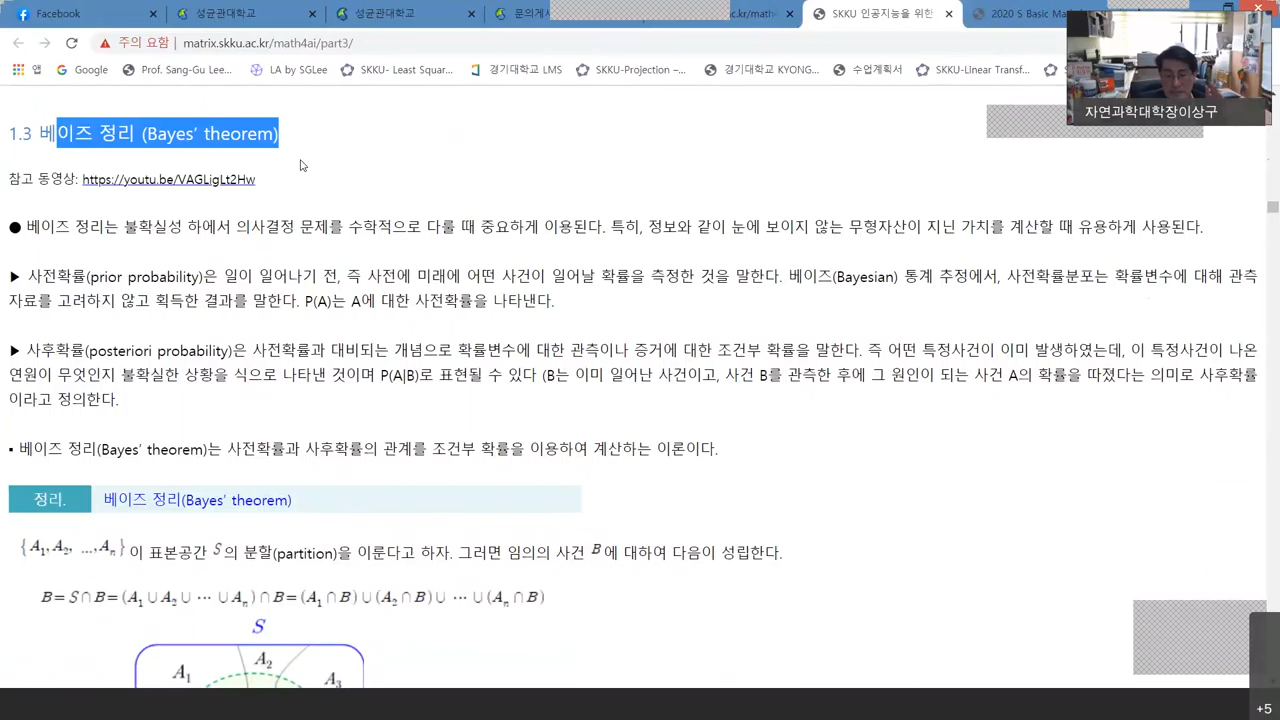 Facebook
성균관대학교
성균관대학교
문의게시
.ac.kr/math
SKKU 인공지능을 위한
2020 S Basic Math
주의 요함
matrix.skku.ac.kr/math4ai/part3/
앱
Google
Prof. Sang-Gu Lee...
LA by SGLee
SKKU- Least Squar...
경기대학교 LMS
SKKU-Projection -...
경기대학교 KYONG...
수업계획서
SKKU-Linear Transf...
SK
자연과학대학장이상구
1.3 베이즈 정리 (Bayes’ theorem)
참고 동영상: https://youtu.be/VAGLigLt2Hw
● 베이즈 정리는 불확실성 하에서 의사결정 문제를 수학적으로 다룰 때 중요하게 이용된다. 특히, 정보와 같이 눈에 보이지 않는 무형자산이 지닌 가치를 계산할 때 유용하게 사용된다.
▶ 사전확률(prior probability)은 일이 일어나기 전, 즉 사전에 미래에 어떤 사건이 일어날 확률을 측정한 것을 말한다. 베이즈(Bayesian) 통계 추정에서, 사전확률분포는 확률변수에 대해 관측
자료를 고려하지 않고 획득한 결과를 말한다. P(A)는 A에 대한 사전확률을 나타낸다.
▶ 사후확률(posteriori probability)은 사전확률과 대비되는 개념으로 확률변수에 대한 관측이나 증거에 대한 조건부 확률을 말한다. 즉 어떤 특정사건이 이미 발생하였는데, 이 특정사건이 나온
연원이 무엇인지 불확실한 상황을 식으로 나타낸 것이며 P(A|B)로 표현될 수 있다 (B는 이미 일어난 사건이고, 사건 B를 관측한 후에 그 원인이 되는 사건 A의 확률을 따졌다는 의미로 사후확률
이라고 정의한다.
▪ 베이즈 정리(Bayes’ theorem)는 사전확률과 사후확률의 관계를 조건부 확률을 이용하여 계산하는 이론이다.
정리. 베이즈 정리(Bayes’ theorem)
{A₁, A₂, ..., Aₙ} 이 표본공간 S 의 분할(partition)을 이룬다고 하자. 그러면 임의의 사건 B 에 대하여 다음이 성립한다.
B = S∩B = (A₁ ∪ A₂ ∪ ⋯ ∪ Aₙ) ∩ B = (A₁ ∩ B) ∪ (A₂ ∩ B) ∪ ⋯ ∪ (Aₙ ∩ B)
S
A₁ A₂ A₃
+5